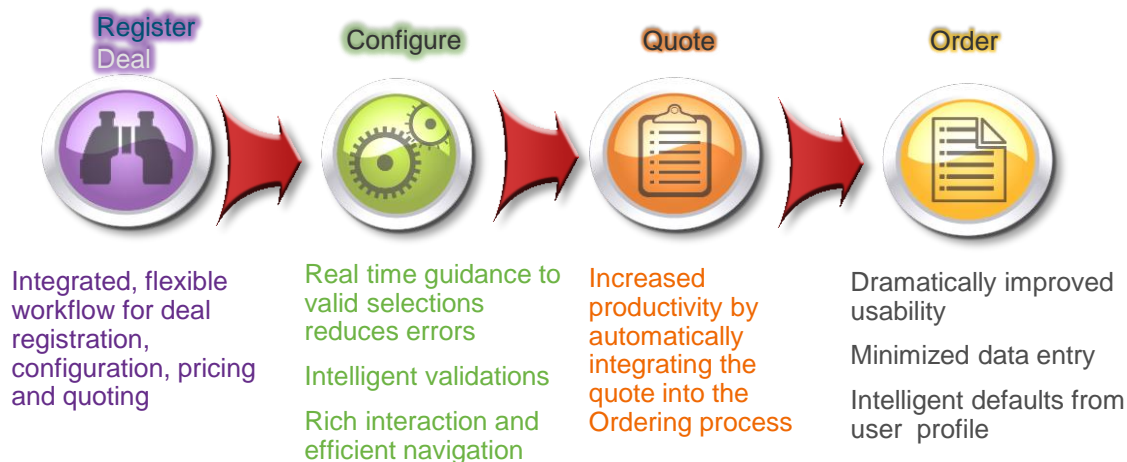 Register
Deal
Configure
Quote
Order
Integrated, flexible
workflow for deal
registration,
configuration, pricing
and quoting
Real time guidance to
valid selections
reduces errors
Intelligent validations
Rich interaction and
efficient navigation
Increased
productivity by
automatically
integrating the
quote into the
Ordering process
Dramatically improved
usability
Minimized data entry
Intelligent defaults from
user profile